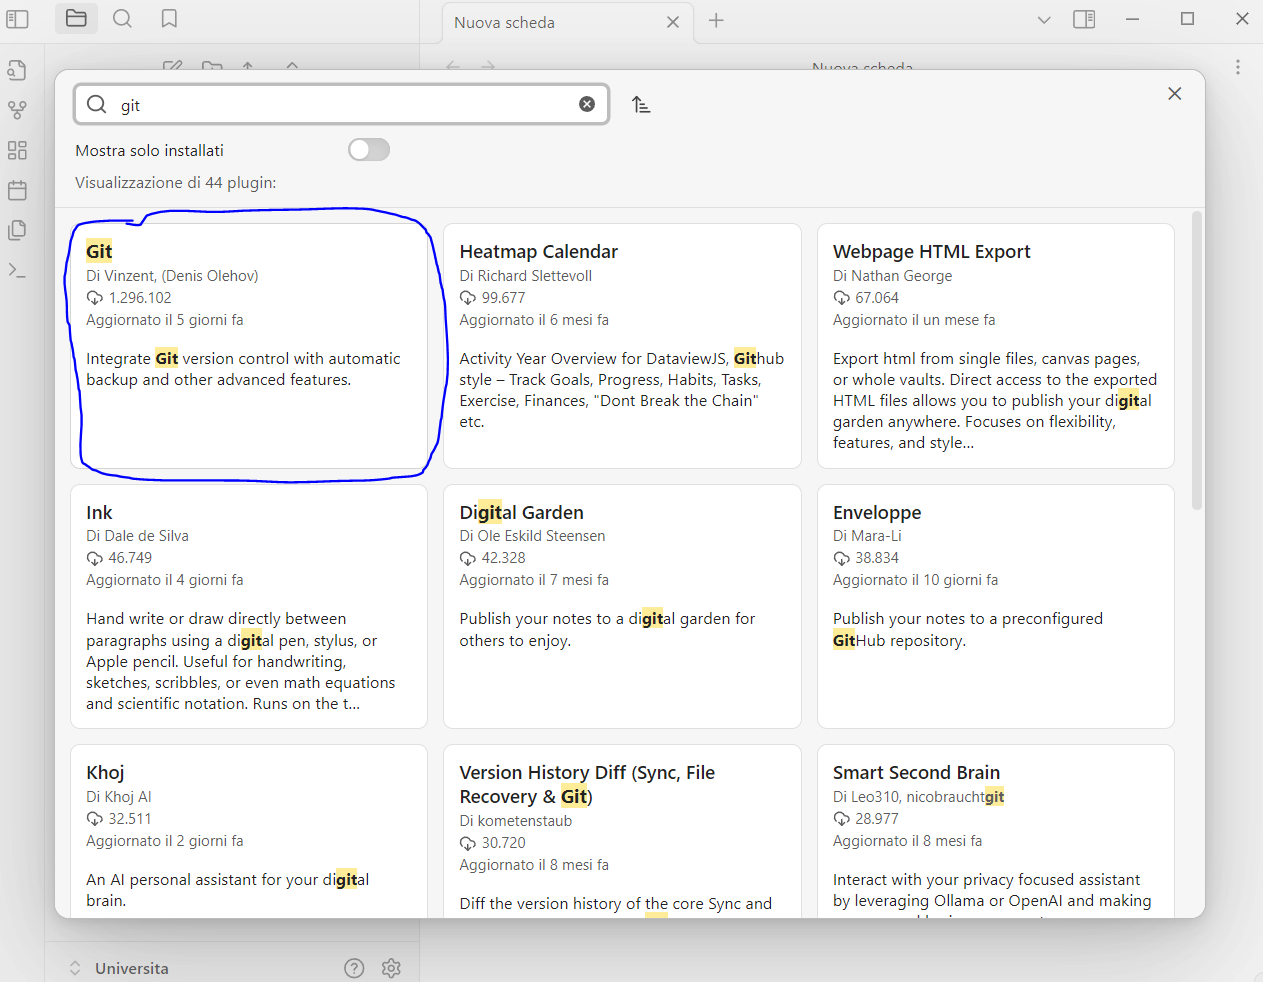 Nuova scheda
Nuova scheda
git
Mostra solo installati
Visualizzazione di 44 plugin:
Git
Di Vinzent, (Denis Olehov)
1.296.102
Aggiornato il 5 giorni fa
Integrate Git version control with automatic
backup and other advanced features.
Heatmap Calendar
Di Richard Slettevoll
99.677
Aggiornato il 6 mesi fa
Activity Year Overview for DataviewJS, Github
style – Track Goals, Progress, Habits, Tasks,
Exercise, Finances, "Dont Break the Chain"
etc.
Webpage HTML Export
Di Nathan George
67.064
Aggiornato il un mese fa
Export html from single files, canvas pages,
or whole vaults. Direct access to the exported
HTML files allows you to publish your digital
garden anywhere. Focuses on flexibility,
features, and style...
Ink
Di Dale de Silva
46.749
Aggiornato il 4 giorni fa
Hand write or draw directly between
paragraphs using a digital pen, stylus, or
Apple pencil. Useful for handwriting,
sketches, scribbles, or even math equations
and scientific notation. Runs on the t...
Digital Garden
Di Ole Eskild Steensen
42.328
Aggiornato il 7 mesi fa
Publish your notes to a digital garden for
others to enjoy.
Enveloppe
Di Mara-Li
38.834
Aggiornato il 10 giorni fa
Publish your notes to a preconfigured
GitHub repository.
Khoj
Di Khoj AI
32.511
Aggiornato il 2 giorni fa
An AI personal assistant for your digital
brain.
Version History Diff (Sync, File
Recovery & Git)
Di kometenstaub
30.720
Aggiornato il 8 mesi fa
Diff the version history of the core Sync and
Smart Second Brain
Di Leo310, nicobrauchtgit
28.977
Aggiornato il 8 mesi fa
Interact with your privacy focused assistant
by leveraging Ollama or OpenAI and making
Universita